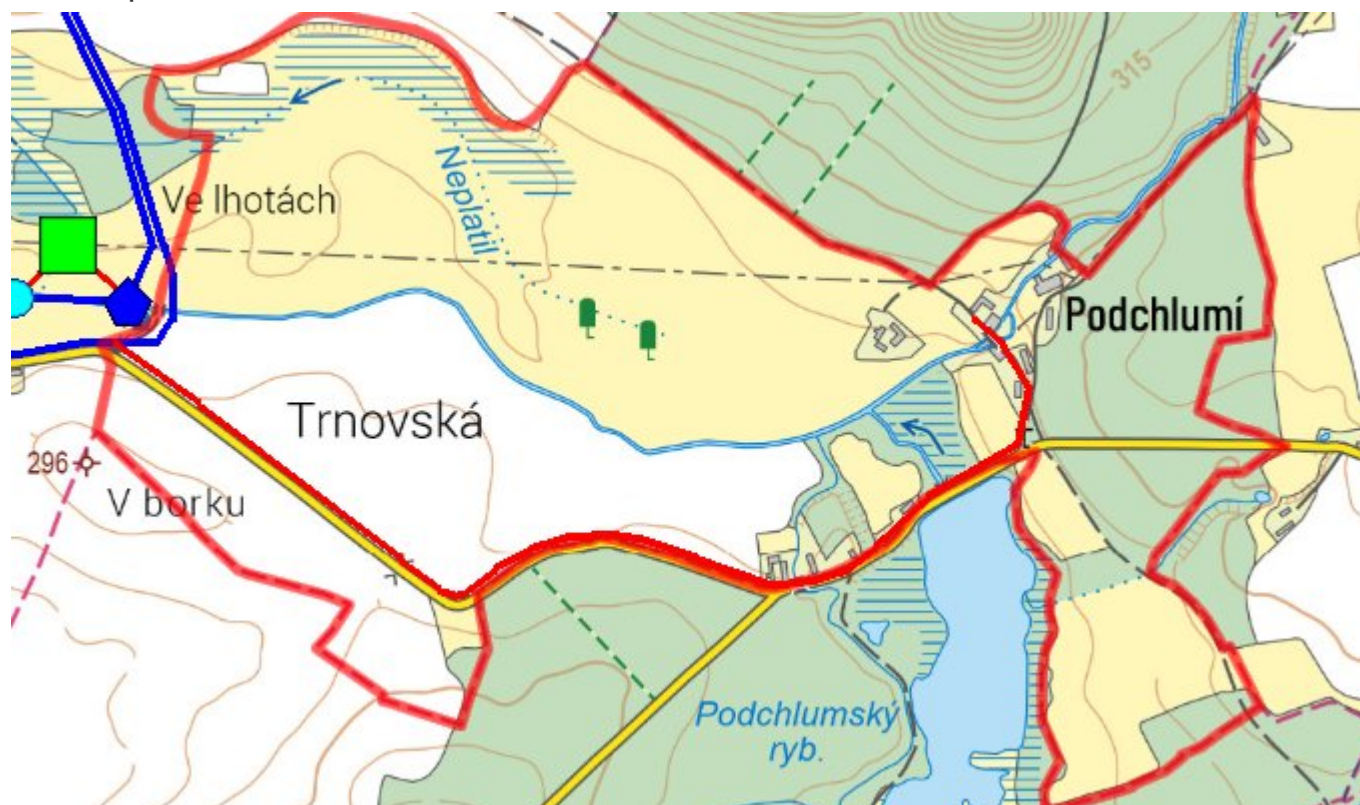 315
Neplatil
Ve lhotách
Podchlumí
Trnovská
296
V borku
Podchlumský
ryb.